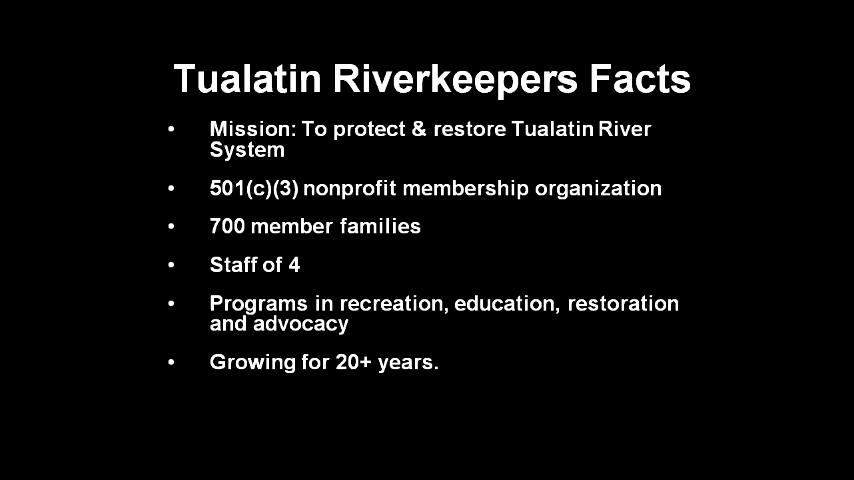 Tualatin Riverkeepers Facts
• Mission: To protect & restore Tualatin River
System
• 501(c)(3) nonprofit membership organization
• 700 member families
• Staff of 4
• Programs in recreation, education, restoration
and advocacy
• Growing for 20+ years.